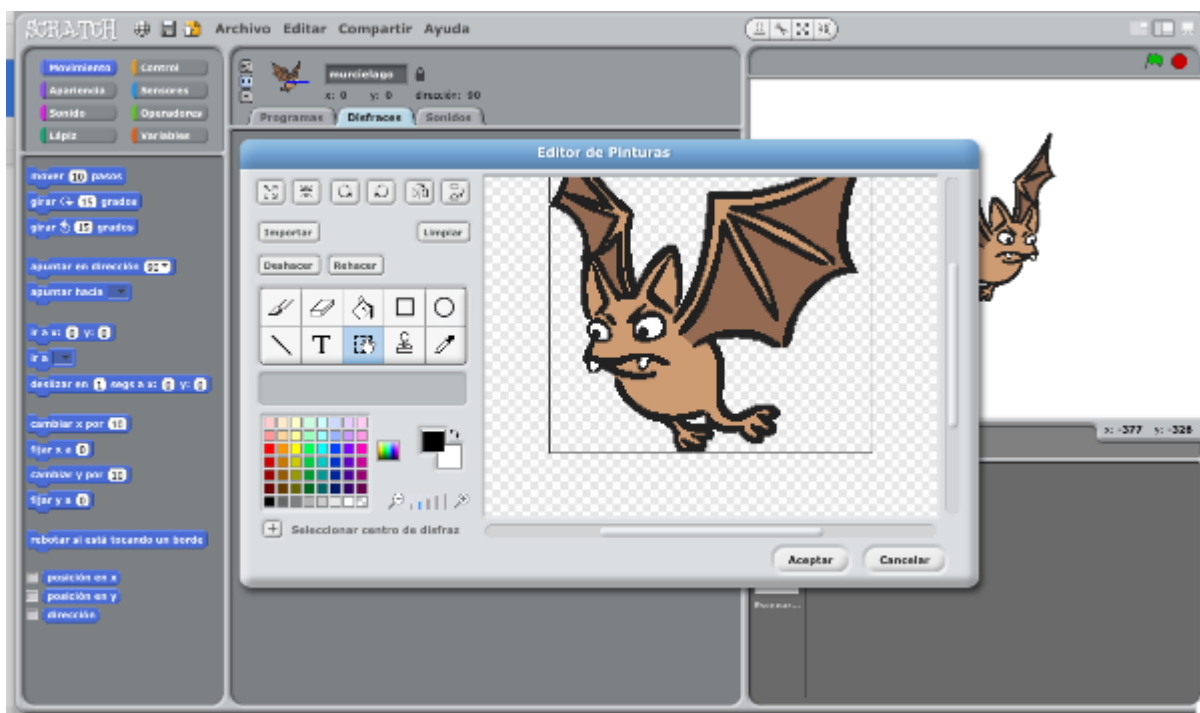 SCRATCH Archivo Editar Compartir Ayuda
Movimiento Control
Apariencia Sensores
Sonido Operadores
Lápiz Variables
murcielago
x: 0 y: 0 dirección: 90
Programas Disfraces Sonidos
mover 10 pasos
girar 15 grados
girar 15 grados
apuntar en dirección 90
apuntar hacia
ir a x: 0 y: 0
ir a
deslizar en 1 segs a x: 0 y: 0
cambiar x por 10
fijar x a 0
cambiar y por 10
fijar y a 0
rebotar si está tocando un borde
posición en x
posición en y
dirección
Editor de Pinturas
Importar Limpiar
Deshacer Rehacer
T
Seleccionar centro de disfraz
Aceptar Cancelar
x: -377 y: -326